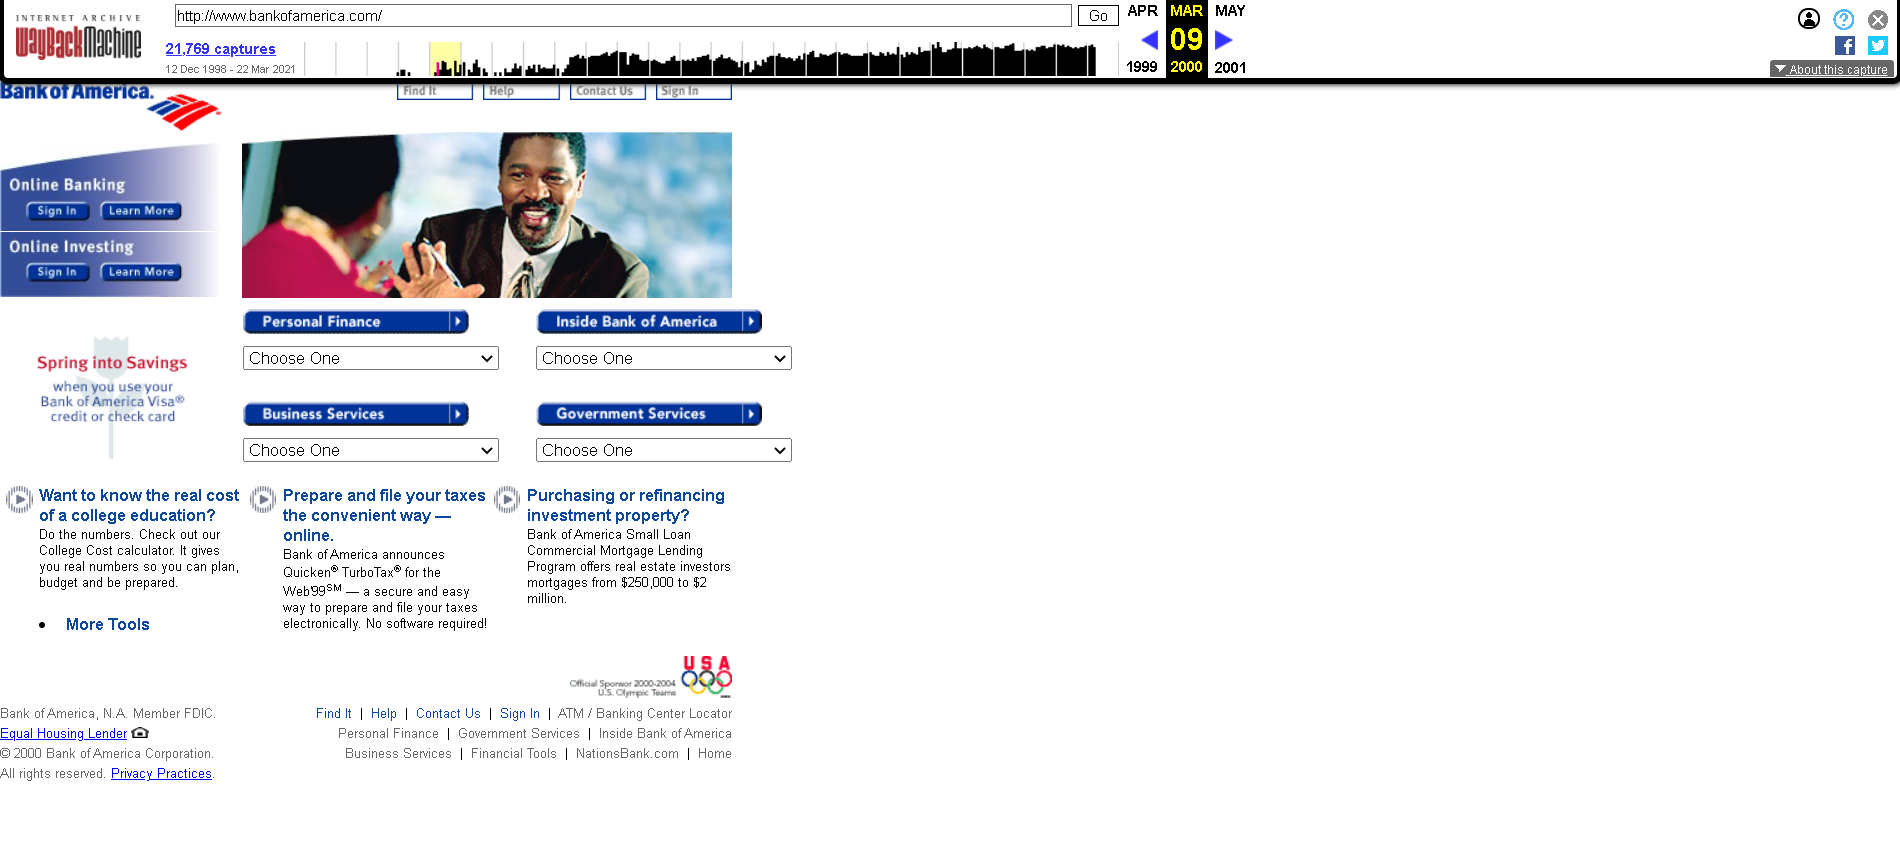 INTERNET ARCHIVE
WayBackMachine
http://www.bankofamerica.com/
Go
APR MAR MAY
21,769 captures
09
12 Dec 1998 - 22 Mar 2021
1999 2000 2001
About this capture
Bank of America.
Find It
Help
Contact Us
Sign In
Online Banking
Sign In
Learn More
Online Investing
Sign In
Learn More
Spring into Savings
when you use your
Bank of America Visa®
credit or check card
Personal Finance
Choose One
Inside Bank of America
Choose One
Business Services
Choose One
Government Services
Choose One
Want to know the real cost
of a college education?
Do the numbers. Check out our
College Cost calculator. It gives
you real numbers so you can plan,
budget and be prepared.
• More Tools
Prepare and file your taxes
the convenient way —
online.
Bank of America announces
Quicken® TurboTax® for the
Web'99SM — a secure and easy
way to prepare and file your taxes
electronically. No software required!
Purchasing or refinancing
investment property?
Bank of America Small Loan
Commercial Mortgage Lending
Program offers real estate investors
mortgages from $250,000 to $2
million.
USA
Official Sponsor 2000-2004
U.S. Olympic Teams
Bank of America, N.A. Member FDIC.
Equal Housing Lender
© 2000 Bank of America Corporation.
All rights reserved. Privacy Practices.
Find It | Help | Contact Us | Sign In | ATM / Banking Center Locator
Personal Finance | Government Services | Inside Bank of America
Business Services | Financial Tools | NationsBank.com | Home